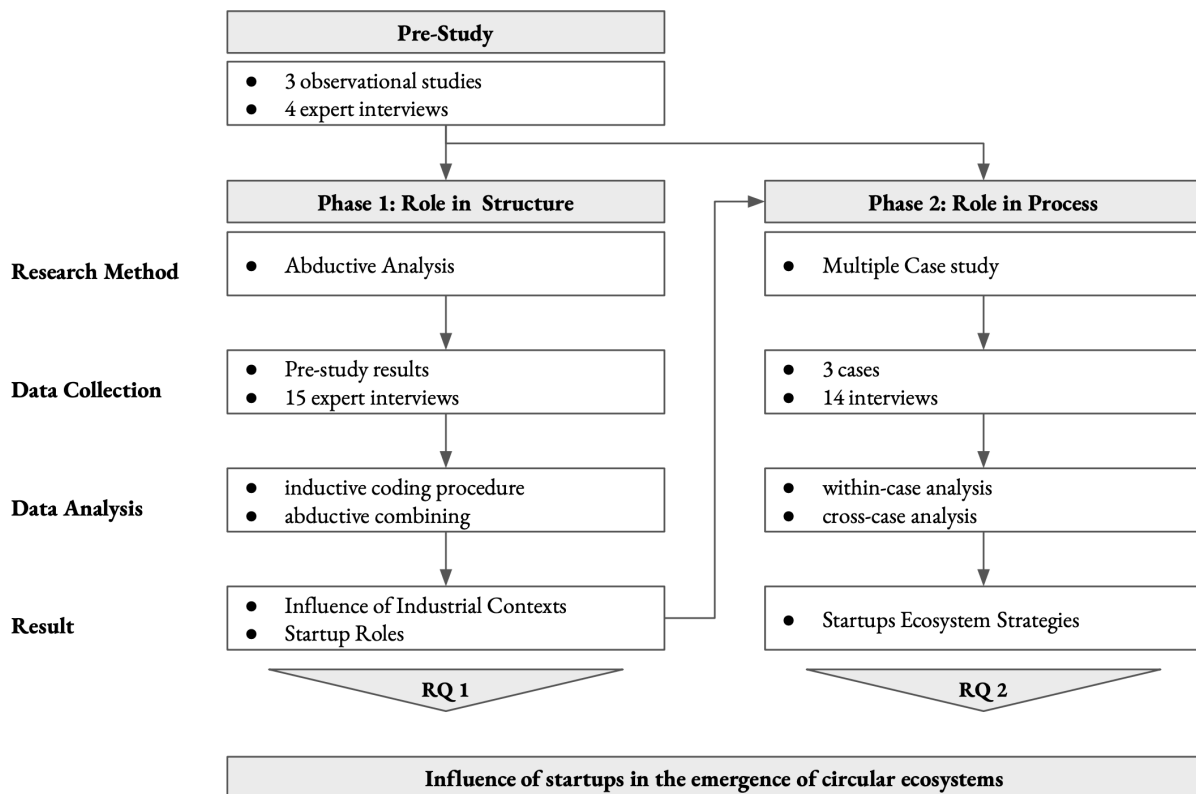 Pre-Study
● 3 observational studies
● 4 expert interviews
Phase 1: Role in Structure
Phase 2: Role in Process
Research Method
● Abductive Analysis
● Multiple Case study
Data Collection
● Pre-study results
● 15 expert interviews
● 3 cases
● 14 interviews
Data Analysis
● inductive coding procedure
● abductive combining
● within-case analysis
● cross-case analysis
Result
● Influence of Industrial Contexts
● Startup Roles
● Startups Ecosystem Strategies
RQ 1
RQ 2
Influence of startups in the emergence of circular ecosystems